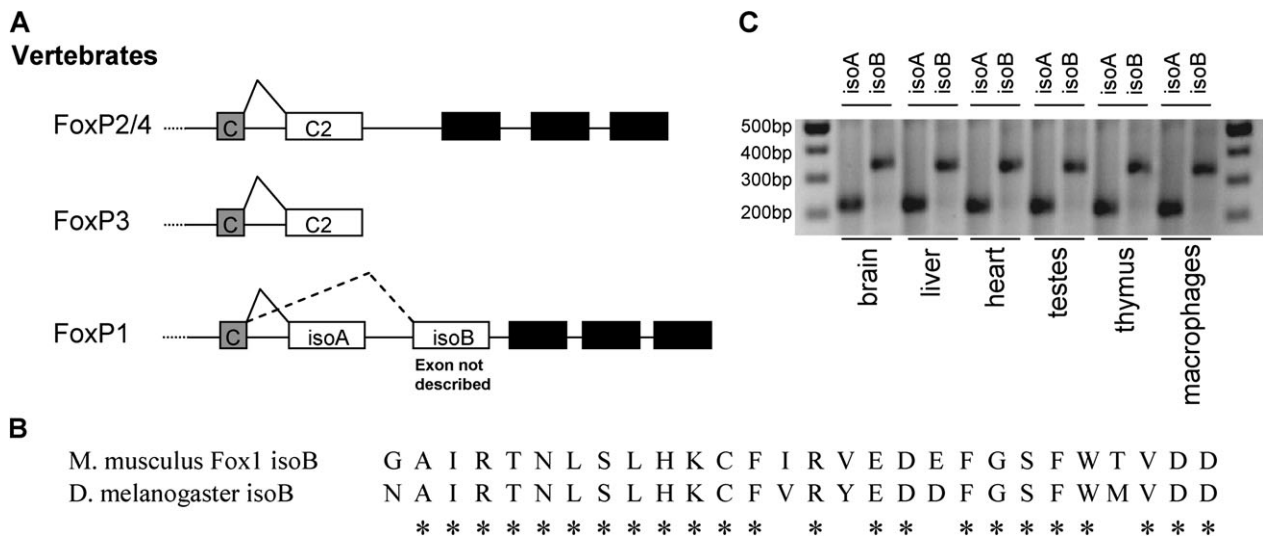 A
Vertebrates
FoxP2/4
C
C2
FoxP3
C
C2
FoxP1
C
isoA
isoB
Exon not
described
C
isoA isoB isoA isoB isoA isoB isoA isoB isoA isoB isoA isoB
500bp
400bp
300bp
200bp
brain liver heart testes thymus macrophages
B
M. musculus Fox1 isoB G A I R T N L S L H K C F I R V E D E F G S F W T V D D
D. melanogaster isoB N A I R T N L S L H K C F V R Y E D D F G S F W M V D D
* * * * * * * * * * * * * * * * * * * * * * *